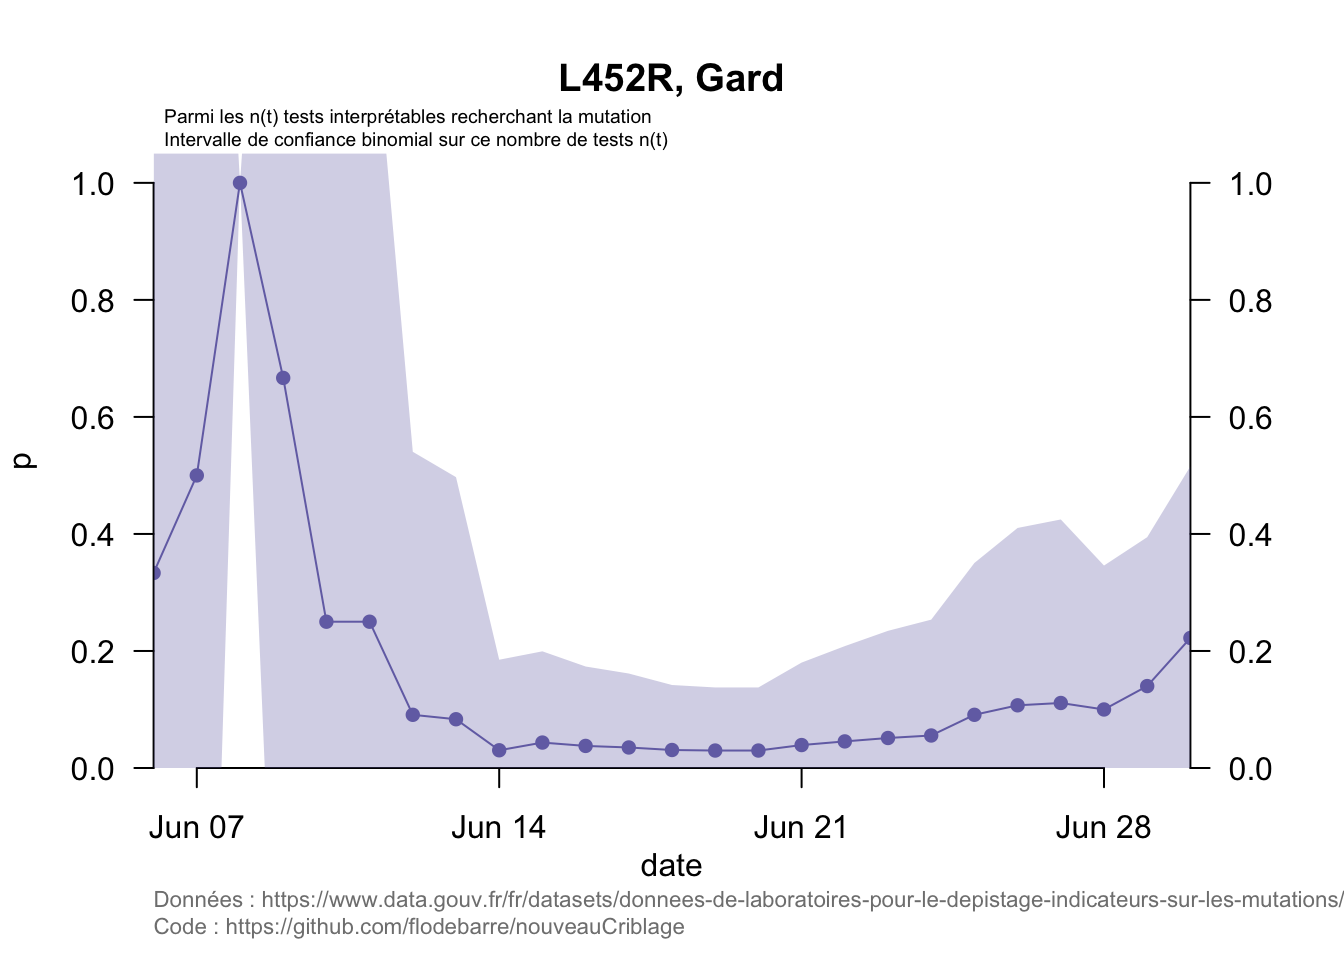 L452R, Gard
Parmi les n(t) tests interprétables recherchant la mutation
Intervalle de confiance binomial sur ce nombre de tests n(t)
1.0
0.8
0.6
0.4
0.2
0.0
p
1.0
0.8
0.6
0.4
0.2
0.0
Jun 07 Jun 14 Jun 21 Jun 28
date
Données : https://www.data.gouv.fr/fr/datasets/donnees-de-laboratoires-pour-le-depistage-indicateurs-sur-les-mutations/
Code : https://github.com/flodebarre/nouveauCriblage